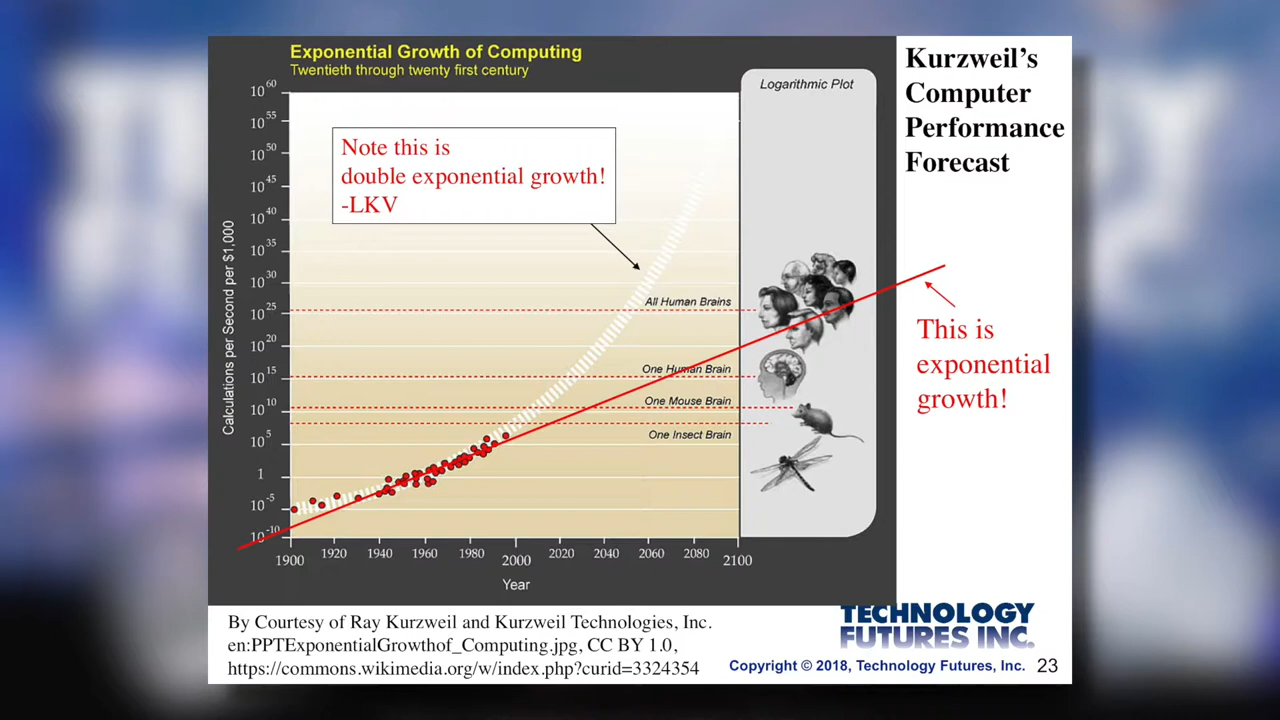 Exponential Growth of Computing
Twentieth through twenty first century
Logarithmic Plot
Kurzweil's
Computer
Performance
Forecast
Note this is
double exponential growth!
-LKV
Calculations per Second per $1,000
10^60
10^55
10^50
10^45
10^40
10^35
10^30
10^25
10^20
10^15
10^10
10^5
1
10^-5
10^-10
All Human Brains
One Human Brain
One Mouse Brain
One Insect Brain
This is
exponential
growth!
1900 1920 1940 1960 1980 2000 2020 2040 2060 2080 2100
Year
By Courtesy of Ray Kurzweil and Kurzweil Technologies, Inc.
en:PPTExponentialGrowthof_Computing.jpg, CC BY 1.0,
https://commons.wikimedia.org/w/index.php?curid=3324354
TECHNOLOGY
FUTURES INC.
Copyright © 2018, Technology Futures, Inc. 23